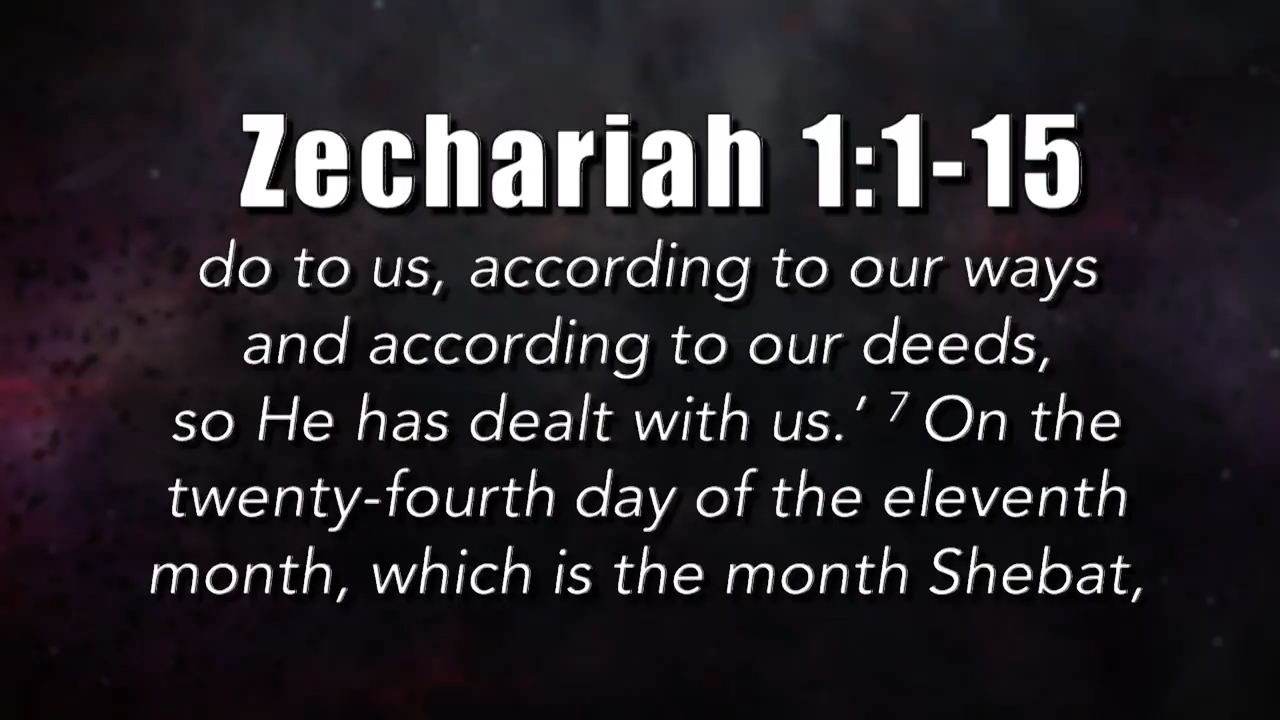 Zechariah 1:1-15
do to us, according to our ways
and according to our deeds,
so He has dealt with us.’ 7 On the
twenty-fourth day of the eleventh
month, which is the month Shebat,